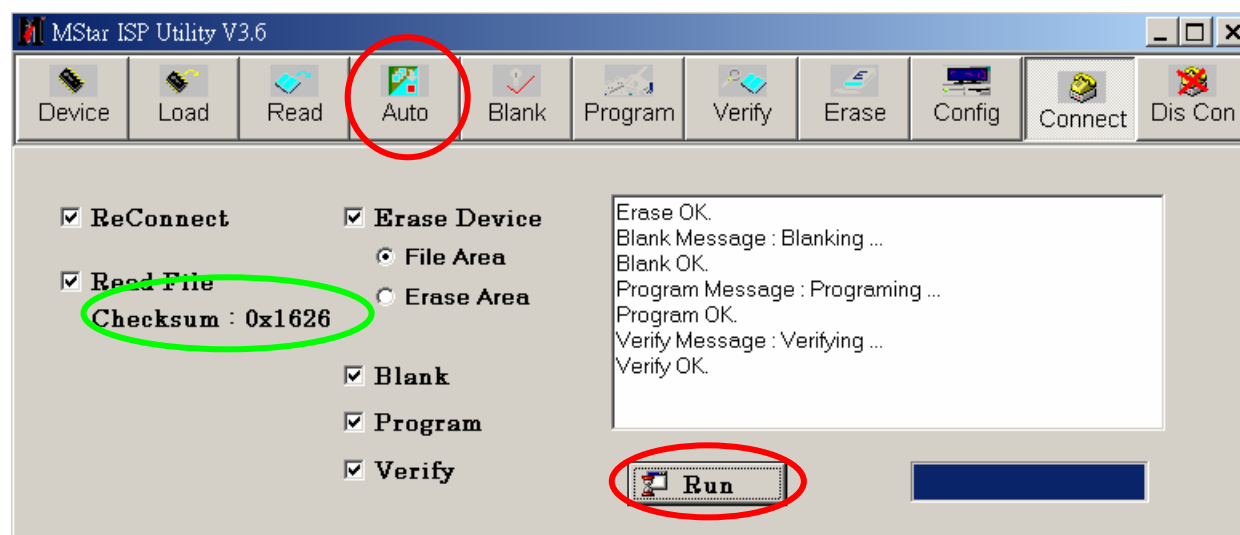 MStar ISP Utility V3.6
Device Load Read Auto Blank Program Verify Erase Config Connect Dis Con
ReConnect
Read File
Checksum : 0x1626
Erase Device
File Area
Erase Area
Blank
Program
Verify
Erase OK.
Blank Message : Blanking ...
Blank OK.
Program Message : Programing ...
Program OK.
Verify Message : Verifying ...
Verify OK.
Run